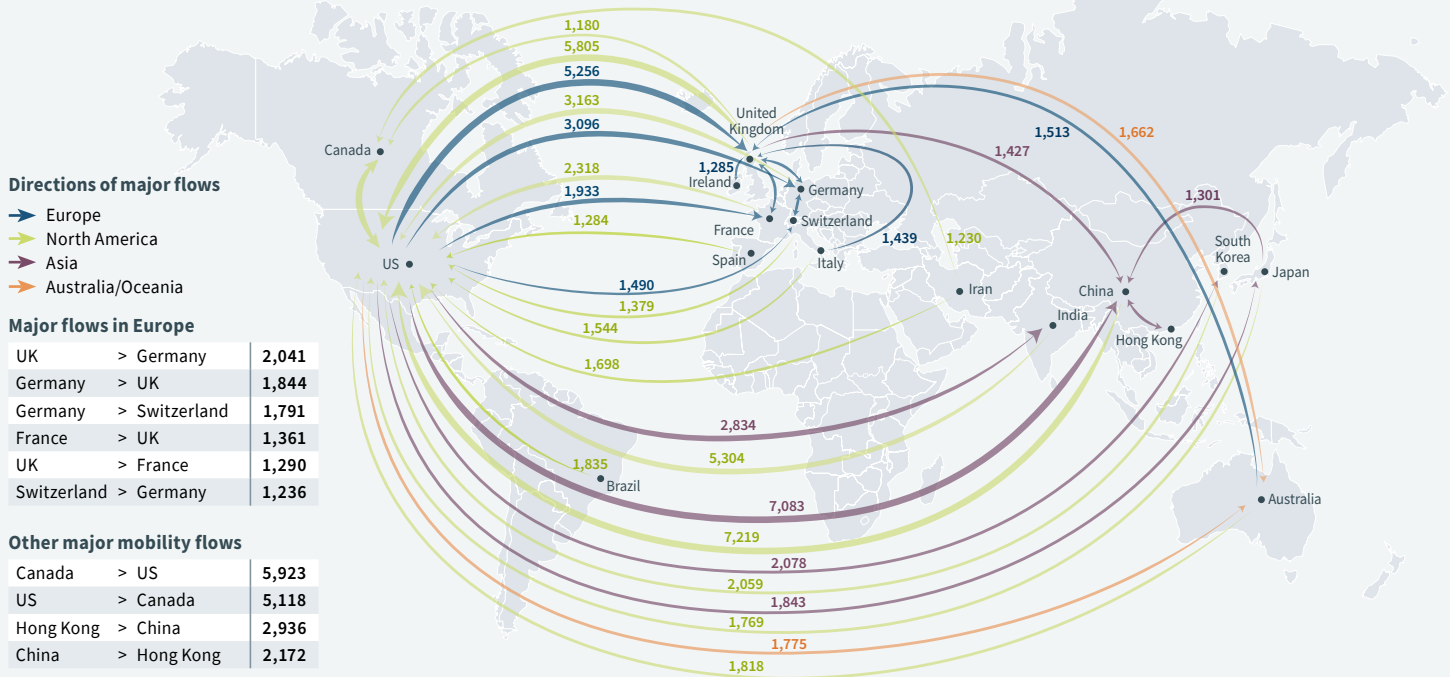 Directions of major flows
Europe
North America
Asia
Australia/Oceania
Major flows in Europe
UK > Germany 2,041
Germany > UK 1,844
Germany > Switzerland 1,791
France > UK 1,361
UK > France 1,290
Switzerland > Germany 1,236
Other major mobility flows
Canada > US 5,923
US > Canada 5,118
Hong Kong > China 2,936
China > Hong Kong 2,172
1,180
5,805
5,256
3,163
3,096
2,318
1,933
1,284
1,490
1,379
1,544
1,698
2,834
5,304
1,835
7,083
7,219
2,078
2,059
1,843
1,769
1,775
1,818
Canada
US
United
Kingdom
1,285
Ireland
Germany
Switzerland
France
Spain
Italy
1,439
1,230
1,427
1,513
1,662
1,301
Iran
India
China
Hong Kong
South
Korea
Japan
Brazil
Australia